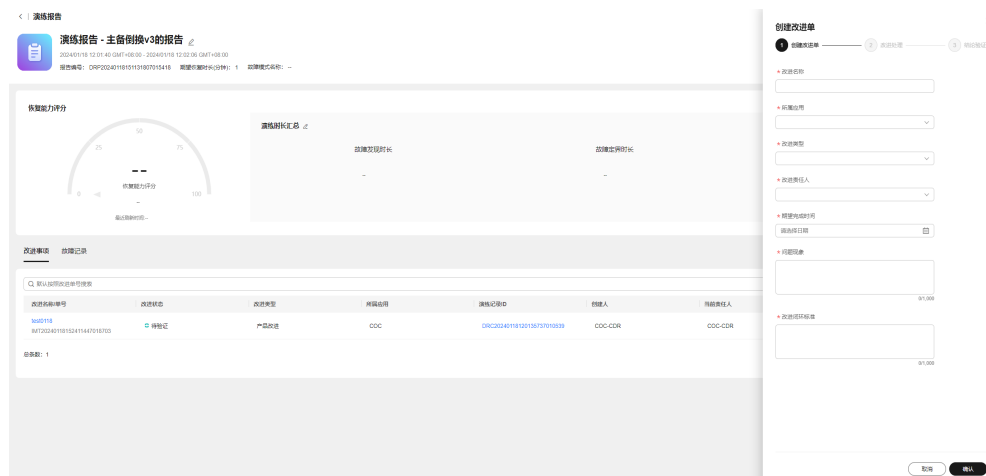 演练报告
演练报告 - 主备倒换v3的报告
2024/01/18 12:01:40 GMT+08:00 - 2024/01/18 12:02:06 GMT+08:00
报告编号: DRP20240118151131807015418 期望恢复时长(分钟): 1 故障模式名称: --
恢复能力评分
50
25 75
--
恢复能力评分
0 100
--
最近刷新时间 --
演练时长汇总
故障发现时长 故障定界时长
-- --
改进事项 故障记录
默认按照改进单号搜索
改进名称/单号 改进状态 改进类型 所属应用 演练记录ID 创建人 当前责任人
test0118
IMT20240118152411447018703 待验证 产品改进 COC DRC20240118120135737010539 COC-CDR COC-CDR
总条数: 1
创建改进单
1 创建改进单 2 改进处理 3 待验证
* 改进名称
* 所属应用
* 改进类型
* 改进责任人
* 期望完成时间
请选择日期
* 问题现象
0/1,000
* 改进闭环标准
0/1,000
取消 确认